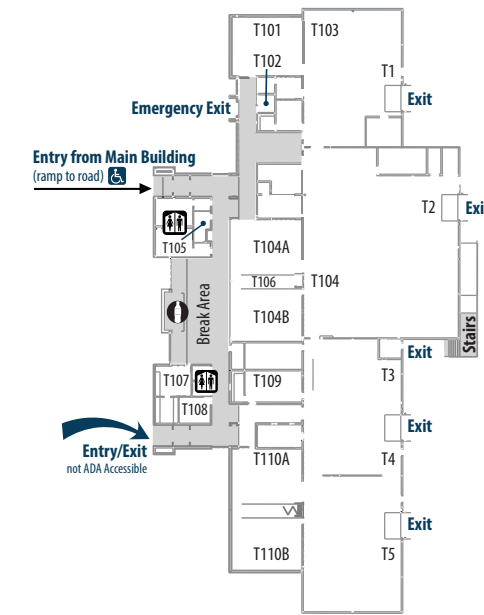 T101
T103
T102
T1
Exit
Emergency Exit
Entry from Main Building
(ramp to road)
T2
Exi
T105
T104A
T106
T104
Break Area
T104B
Stairs
Exit
T3
T107
T109
T108
Exit
Entry/Exit
not ADA Accessible
T110A
T4
Exit
T110B
T5